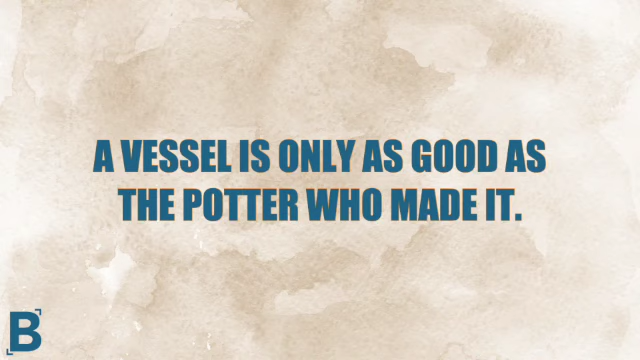 A VESSEL IS ONLY AS GOOD AS
THE POTTER WHO MADE IT.
B